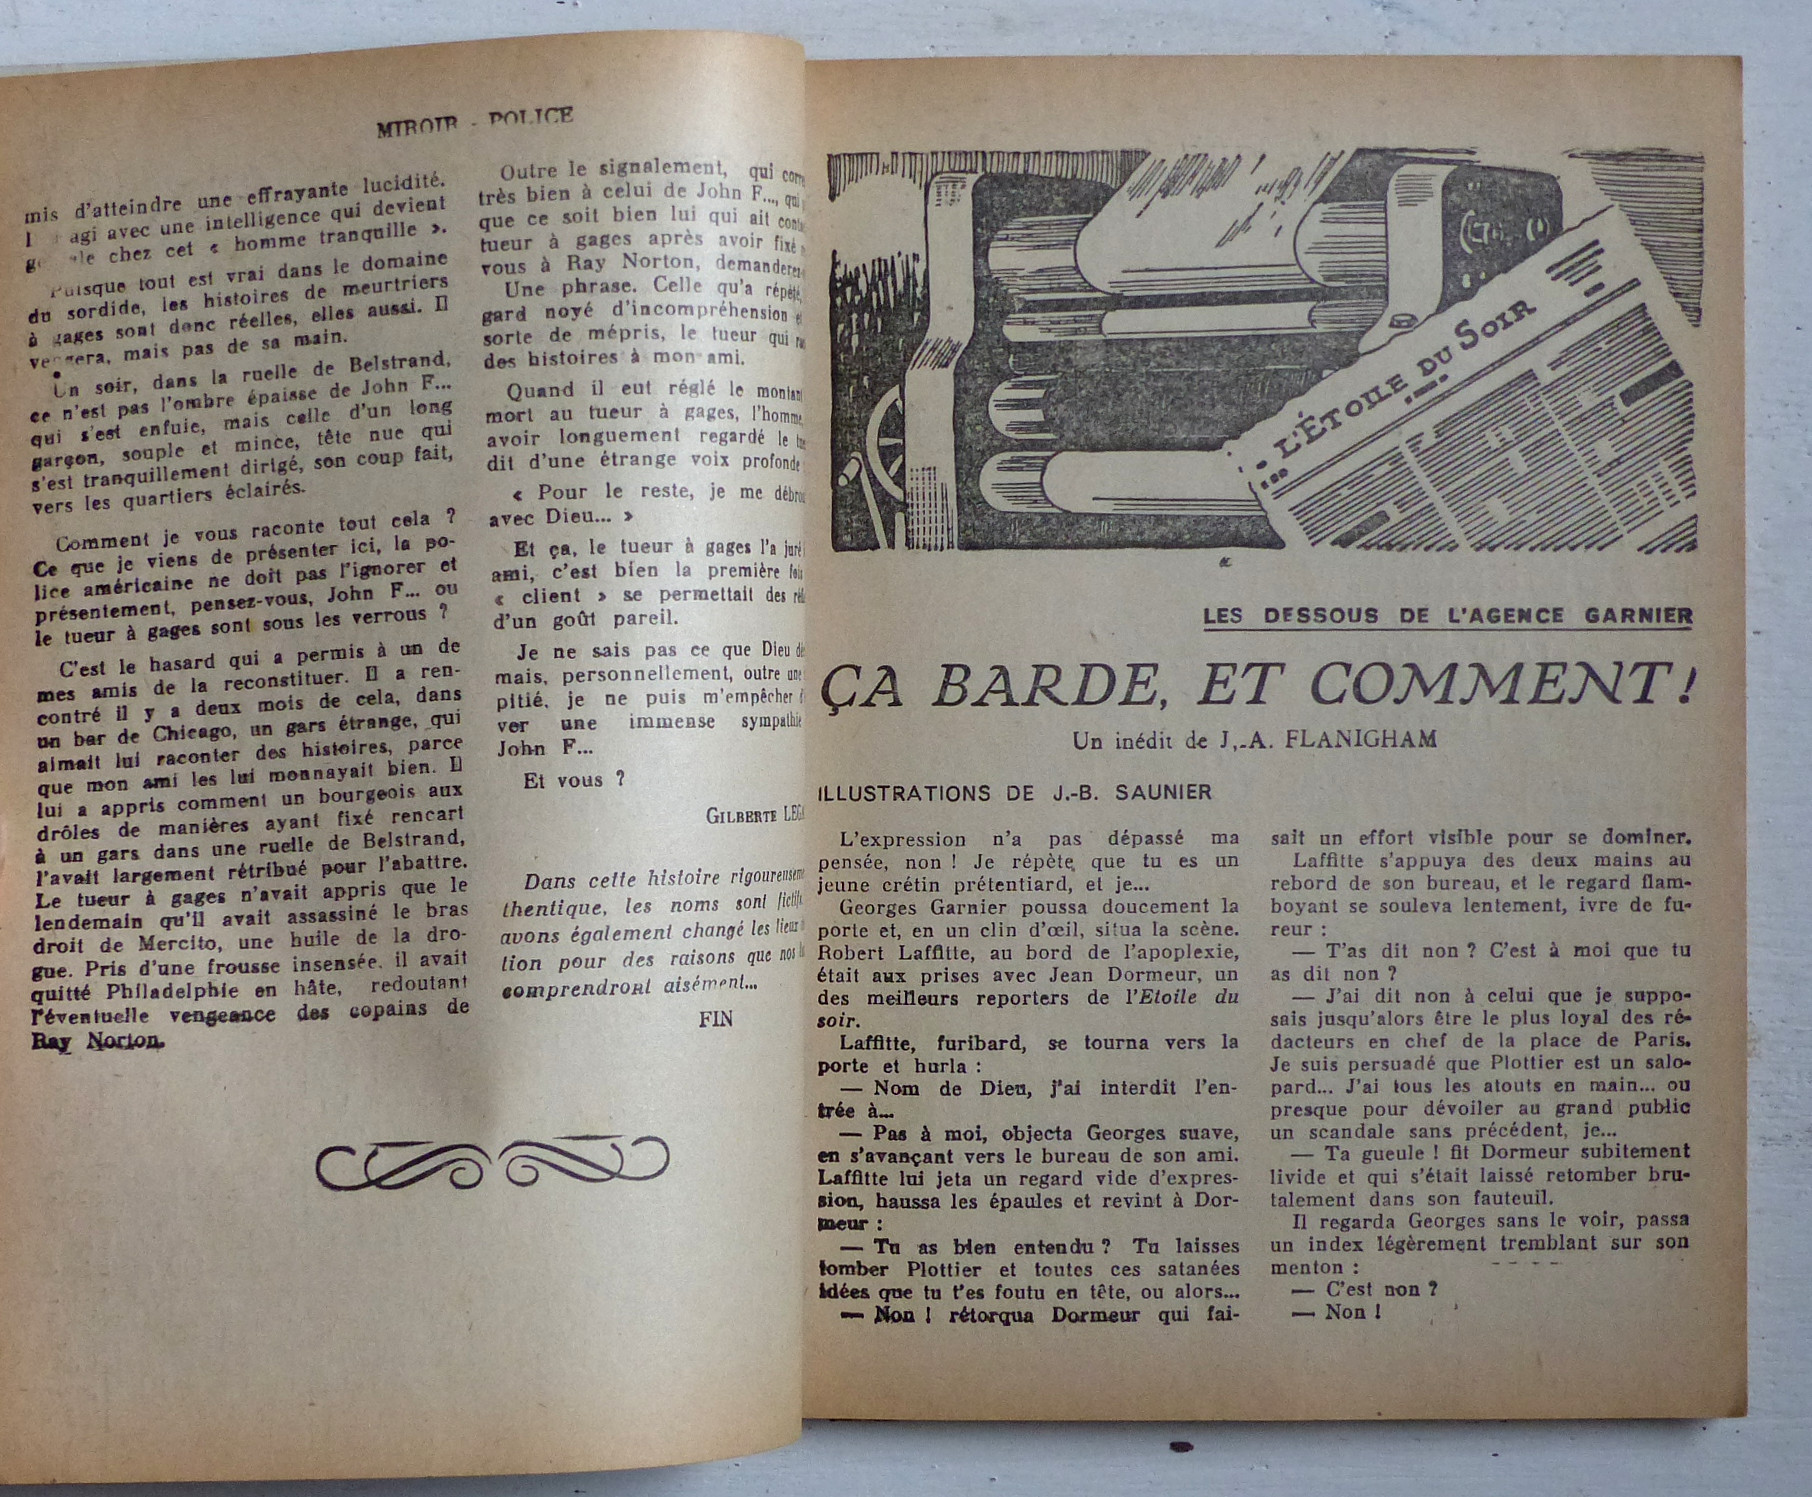 MIROIR - POLICE
mis d'atteindre une effrayante lucidité.
agi avec une intelligence qui devient
chez cet « homme tranquille ».
Puisque tout est vrai dans le domaine
du sordide, les histoires de meurtriers
à gages sont donc réelles, elles aussi. Il
vengera, mais pas de sa main.
Un soir, dans la ruelle de Belstrand,
ce n'est pas l'ombre épaisse de John F...
qui s'est enfuie, mais celle d'un long
garçon, souple et mince, tête nue qui
s'est tranquillement dirigé, son coup fait,
vers les quartiers éclairés.
Comment je vous raconte tout cela ?
Ce que je viens de présenter ici, la po-
lice américaine ne doit pas l'ignorer et
présentement, pensez-vous, John F... ou
le tueur à gages sont sous les verrous ?
C'est le hasard qui a permis à un de
mes amis de la reconstituer. Il a ren-
contré il y a deux mois de cela, dans
un bar de Chicago, un gars étrange, qui
aimait lui raconter des histoires, parce
que mon ami les lui monnayait bien. Il
lui a appris comment un bourgeois aux
drôles de manières ayant fixé rencart
à un gars dans une ruelle de Belstrand,
l'avait largement rétribué pour l'abattre.
Le tueur à gages n'avait appris que le
lendemain qu'il avait assassiné le bras
droit de Mercito, une huile de la dro-
gue. Pris d'une frousse insensée, il avait
quitté Philadelphie en hâte, redoutant
l'éventuelle vengeance des copains de
Ray Norton.
Outre le signalement, qui
très bien à celui de John F..., qui
que ce soit bien lui qui ait
tueur à gages après avoir fixé
vous à Ray Norton,
Une phrase. Celle qu'a répété,
gard noyé d'incompréhension
sorte de mépris, le tueur qui
des histoires à mon ami.
Quand il eut réglé le montant
mort au tueur à gages, l'homme,
avoir longuement regardé le
dit d'une étrange voix profonde
« Pour le reste, je me
avec Dieu... »
Et ça, le tueur à gages l'a juré
ami, c'est bien la première fois
« client » se permettait des
d'un goût pareil.
Je ne sais pas ce que Dieu
mais, personnellement, outre une
pitié, je ne puis m'empêcher
ver une immense sympathie
John F...
Et vous ?
GILBERTE
Dans cette histoire
thentique, les noms sont
avons également changé les lieux
tion pour des raisons que nos
comprendront aisément...
FIN
L'ÉTOILE DU SOIR
LES DESSOUS DE L'AGENCE GARNIER
ÇA BARDE, ET COMMENT !
Un inédit de J,-A. FLANIGHAM
ILLUSTRATIONS DE J.-B. SAUNIER
L'expression n'a pas dépassé ma
pensée, non ! Je répète que tu es un
jeune crétin prétentiard, et je...
Georges Garnier poussa doucement la
porte et, en un clin d'œil, situa la scène.
Robert Laffitte, au bord de l'apoplexie,
était aux prises avec Jean Dormeur, un
des meilleurs reporters de l'Etoile du
soir.
Laffitte, furibard, se tourna vers la
porte et hurla :
— Nom de Dieu, j'ai interdit l'en-
trée à...
— Pas à moi, objecta Georges suave,
en s'avançant vers le bureau de son ami.
Laffitte lui jeta un regard vide d'expres-
sion, haussa les épaules et revint à Dor-
meur :
— Tu as bien entendu ? Tu laisses
tomber Plottier et toutes ces satanées
idées que tu t'es foutu en tête, ou alors...
— Non ! rétorqua Dormeur qui fai-
sait un effort visible pour se dominer.
Laffitte s'appuya des deux mains au
rebord de son bureau, et le regard flam-
boyant se souleva lentement, ivre de fu-
reur :
— T'as dit non ? C'est à moi que tu
as dit non ?
— J'ai dit non à celui que je suppo-
sais jusqu'alors être le plus loyal des ré-
dacteurs en chef de la place de Paris.
Je suis persuadé que Plottier est un salo-
pard... J'ai tous les atouts en main... ou
presque pour dévoiler au grand public
un scandale sans précédent, je...
— Ta gueule ! fit Dormeur subitement
livide et qui s'était laissé retomber bru-
talement dans son fauteuil.
Il regarda Georges sans le voir, passa
un index légèrement tremblant sur son
menton :
— C'est non ?
— Non !